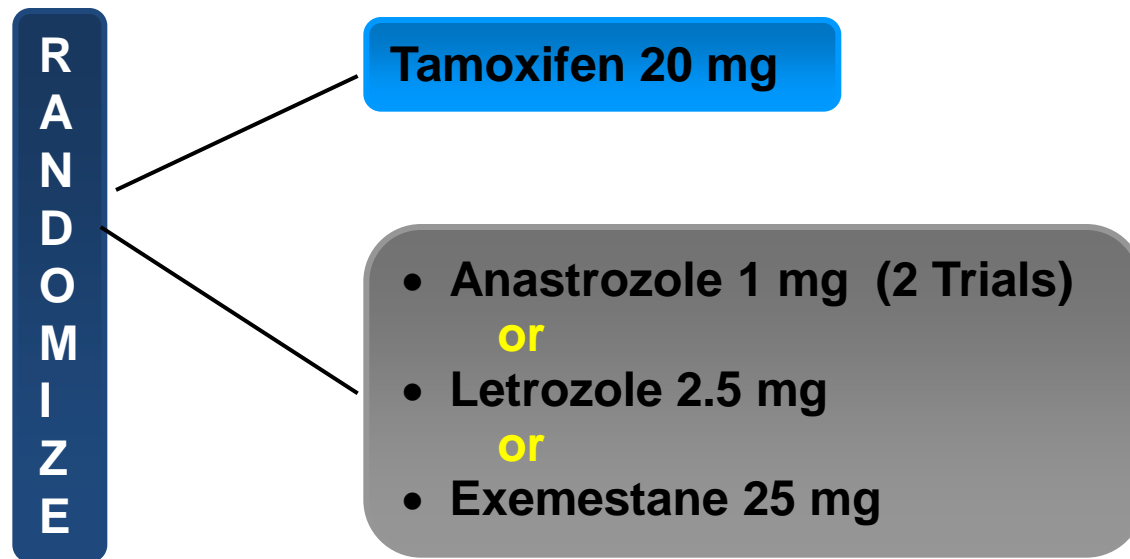 R
A
N
D
O
M
I
Z
E
Tamoxifen 20 mg
• Anastrozole 1 mg (2 Trials)
or
• Letrozole 2.5 mg
or
• Exemestane 25 mg